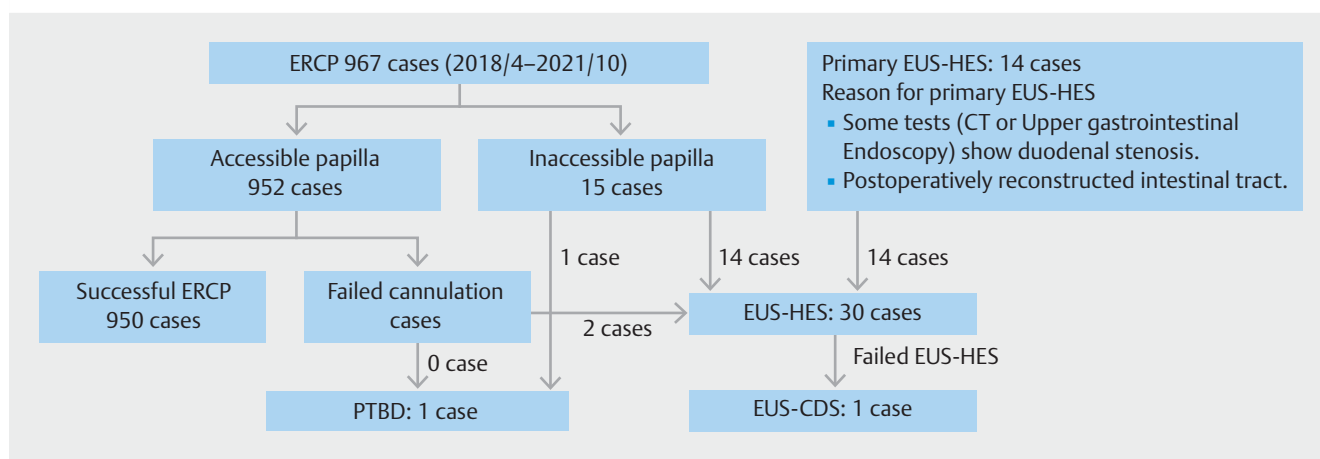 ERCP 967 cases (2018/4–2021/10)
Primary EUS-HES: 14 cases
Reason for primary EUS-HES
▪ Some tests (CT or Upper gastrointestinal
Endoscopy) show duodenal stenosis.
▪ Postoperatively reconstructed intestinal tract.
Accessible papilla
952 cases
Inaccessible papilla
15 cases
1 case
14 cases
14 cases
Successful ERCP
950 cases
Failed cannulation
cases
2 cases
EUS-HES: 30 cases
0 case
Failed EUS-HES
PTBD: 1 case
EUS-CDS: 1 case